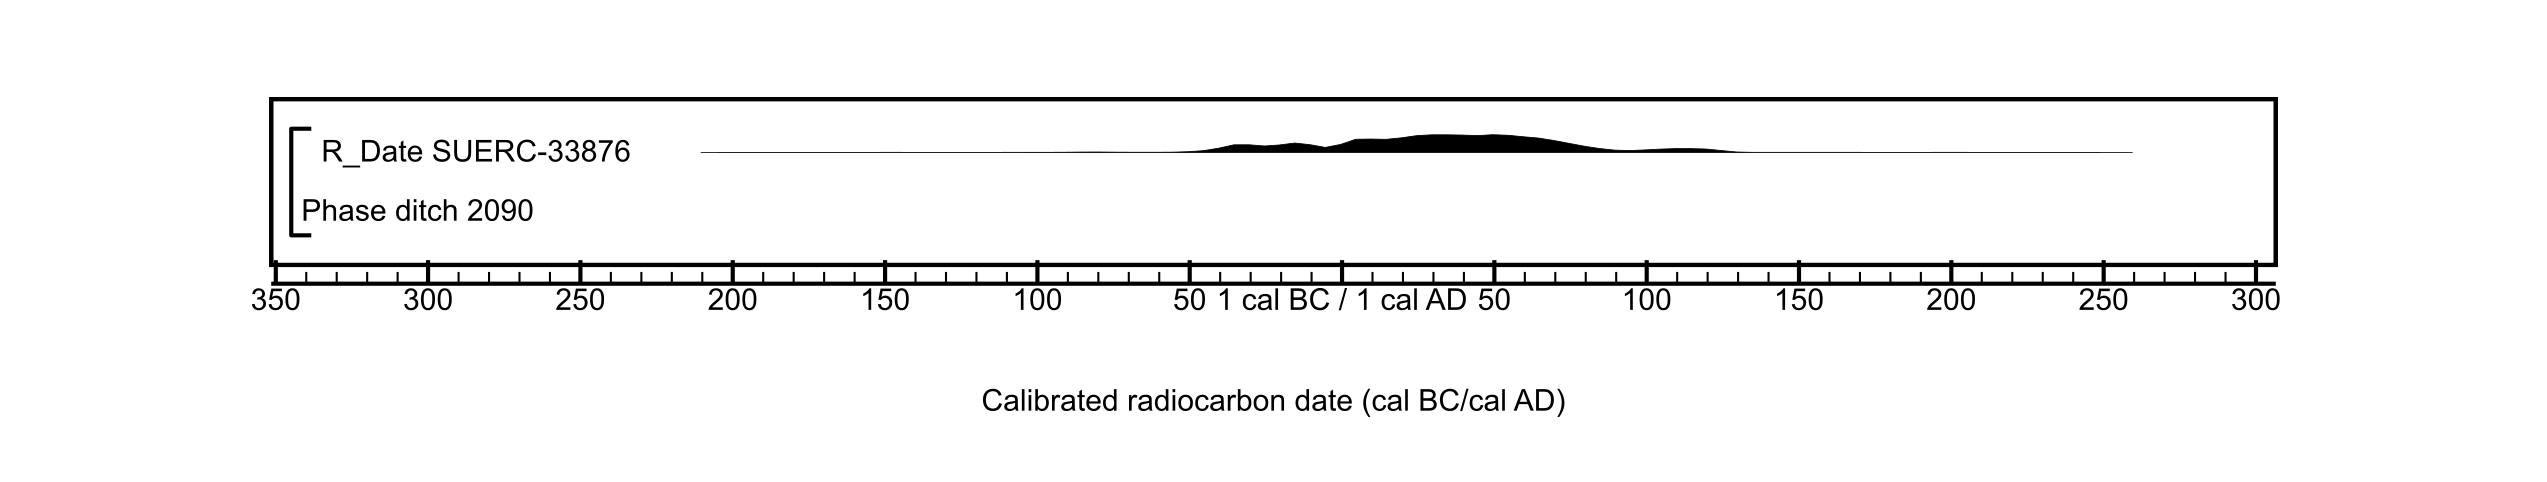 R_Date SUERC-33876
Phase ditch 2090
350 300 250 200 150 100 50 1 cal BC / 1 cal AD 50 100 150 200 250 300
Calibrated radiocarbon date (cal BC/cal AD)